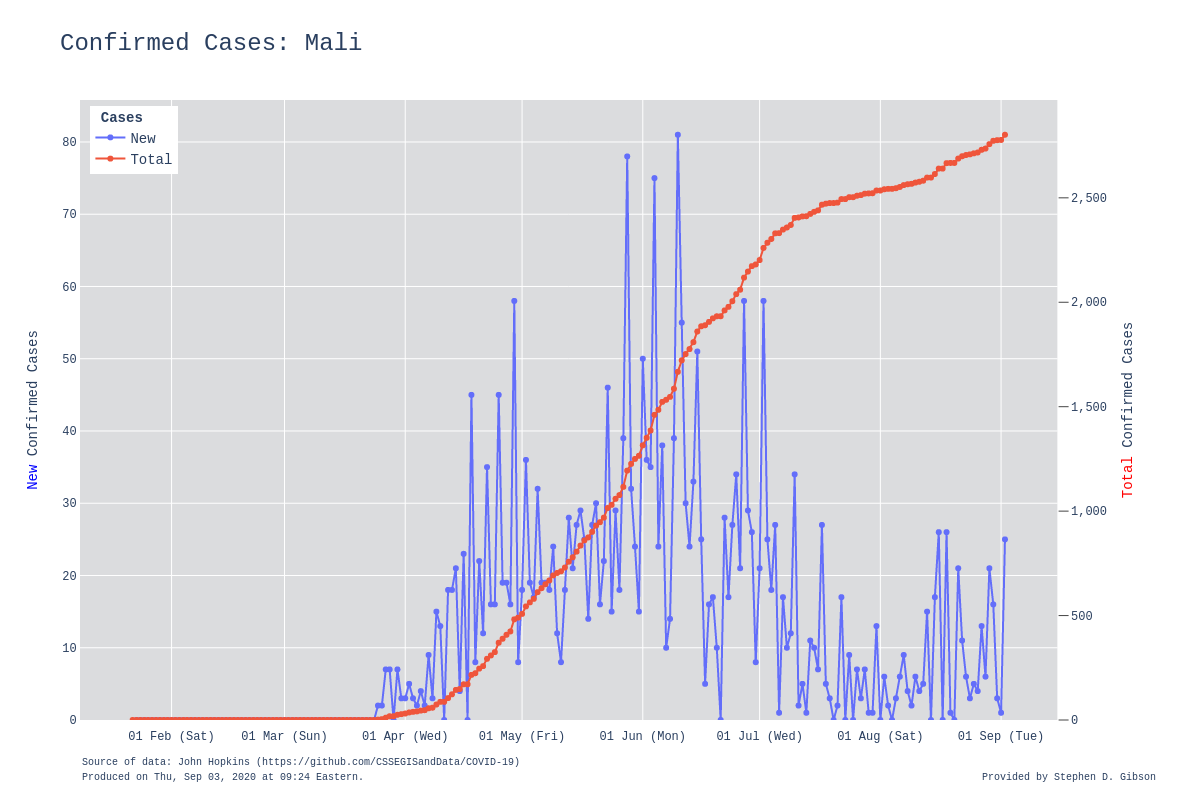 Confirmed Cases: Mali
Cases
New
Total
80
70
60
50
40
30
20
10
0
2,500
2,000
1,500
1,000
500
0
New Confirmed Cases
Total Confirmed Cases
01 Feb (Sat)
01 Mar (Sun)
01 Apr (Wed)
01 May (Fri)
01 Jun (Mon)
01 Jul (Wed)
01 Aug (Sat)
01 Sep (Tue)
Source of data: John Hopkins (https://github.com/CSSEGISandData/COVID-19)
Produced on Thu, Sep 03, 2020 at 09:24 Eastern.
Provided by Stephen D. Gibson